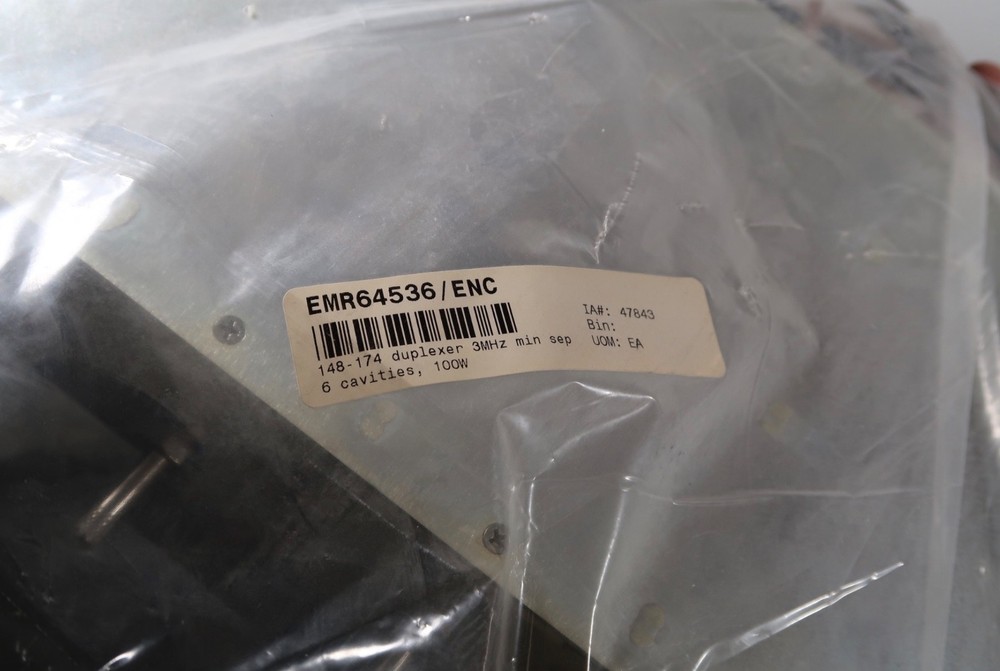 EMR64536/ENC
148-174 duplexer 3MHz min sep
6 cavities, 100W
IA#: 47843
Bin:
UOM: EA